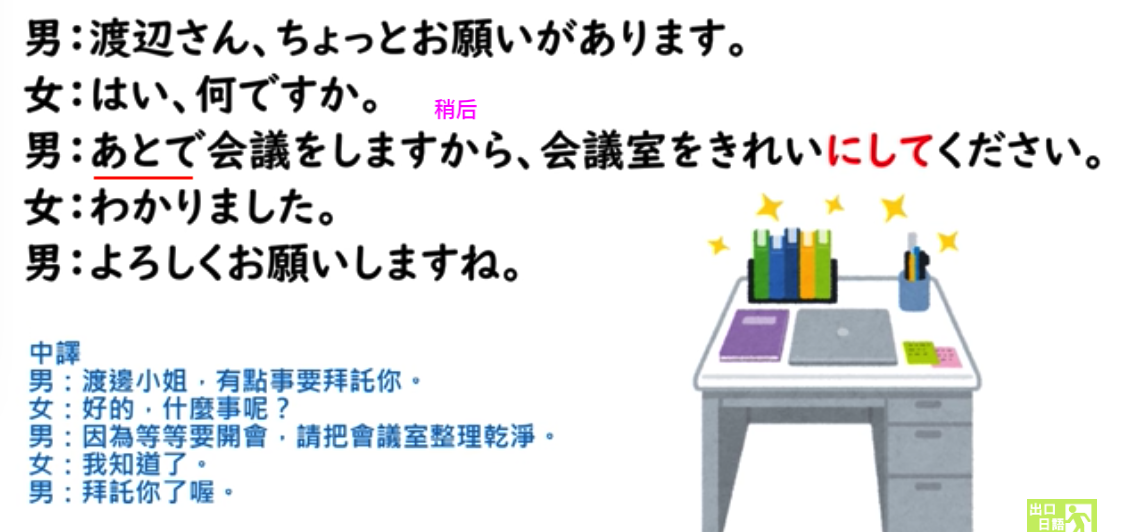 男：渡辺さん、ちょっとお願いがあります。
女：はい、何ですか。
稍后
男：あとで会議をしますから、会議室をきれいにしてください。
女：わかりました。
男：よろしくお願いしますね。
中譯
男：渡邊小姐，有點事要拜託你。
女：好的，什麼事呢？
男：因為等等要開會，請把會議室整理乾淨。
女：我知道了。
男：拜託你了喔。
出口
日語